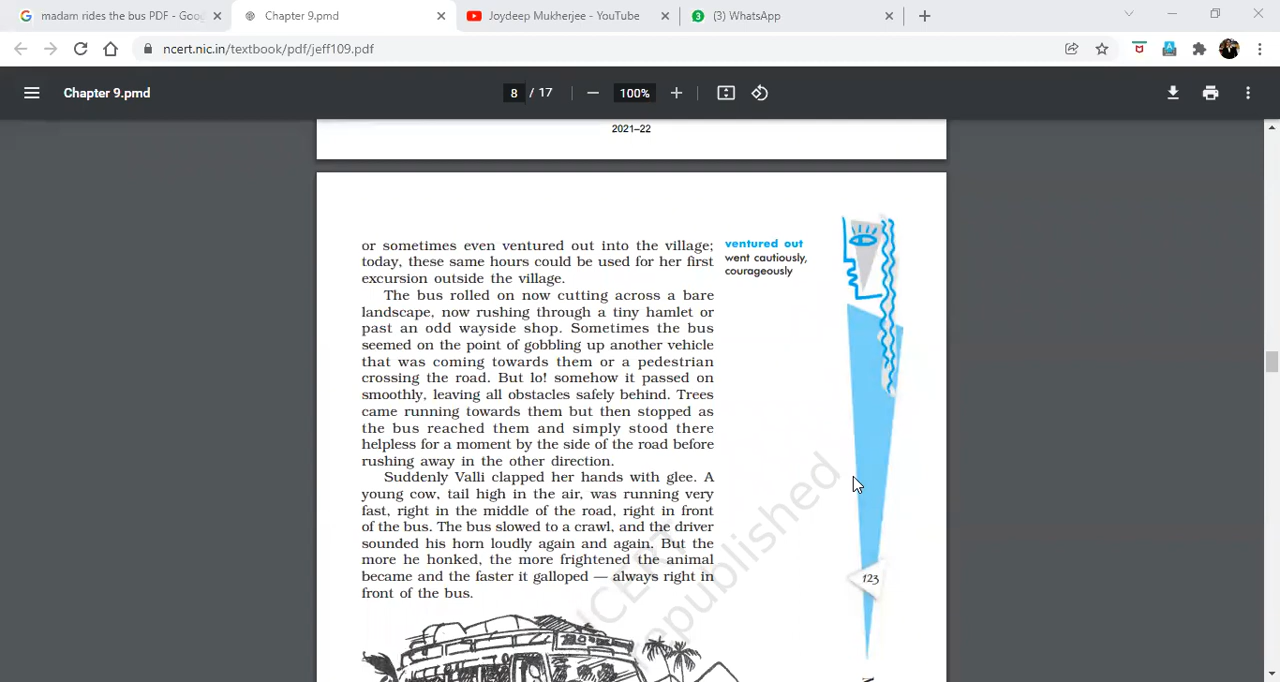 madam rides the bus PDF - Goo
Chapter 9.pmd
Joydeep Mukherjee - YouTube
3
(3) WhatsApp
ncert.nic.in/textbook/pdf/jeff109.pdf
Chapter 9.pmd
8 / 17
100%
2021–22
or sometimes even ventured out into the village;
today, these same hours could be used for her first
excursion outside the village.
The bus rolled on now cutting across a bare
landscape, now rushing through a tiny hamlet or
past an odd wayside shop. Sometimes the bus
seemed on the point of gobbling up another vehicle
that was coming towards them or a pedestrian
crossing the road. But lo! somehow it passed on
smoothly, leaving all obstacles safely behind. Trees
came running towards them but then stopped as
the bus reached them and simply stood there
helpless for a moment by the side of the road before
rushing away in the other direction.
Suddenly Valli clapped her hands with glee. A
young cow, tail high in the air, was running very
fast, right in the middle of the road, right in front
of the bus. The bus slowed to a crawl, and the driver
sounded his horn loudly again and again. But the
more he honked, the more frightened the animal
became and the faster it galloped — always right in
front of the bus.
ventured out
went cautiously,
courageously
123
NCERT
republished